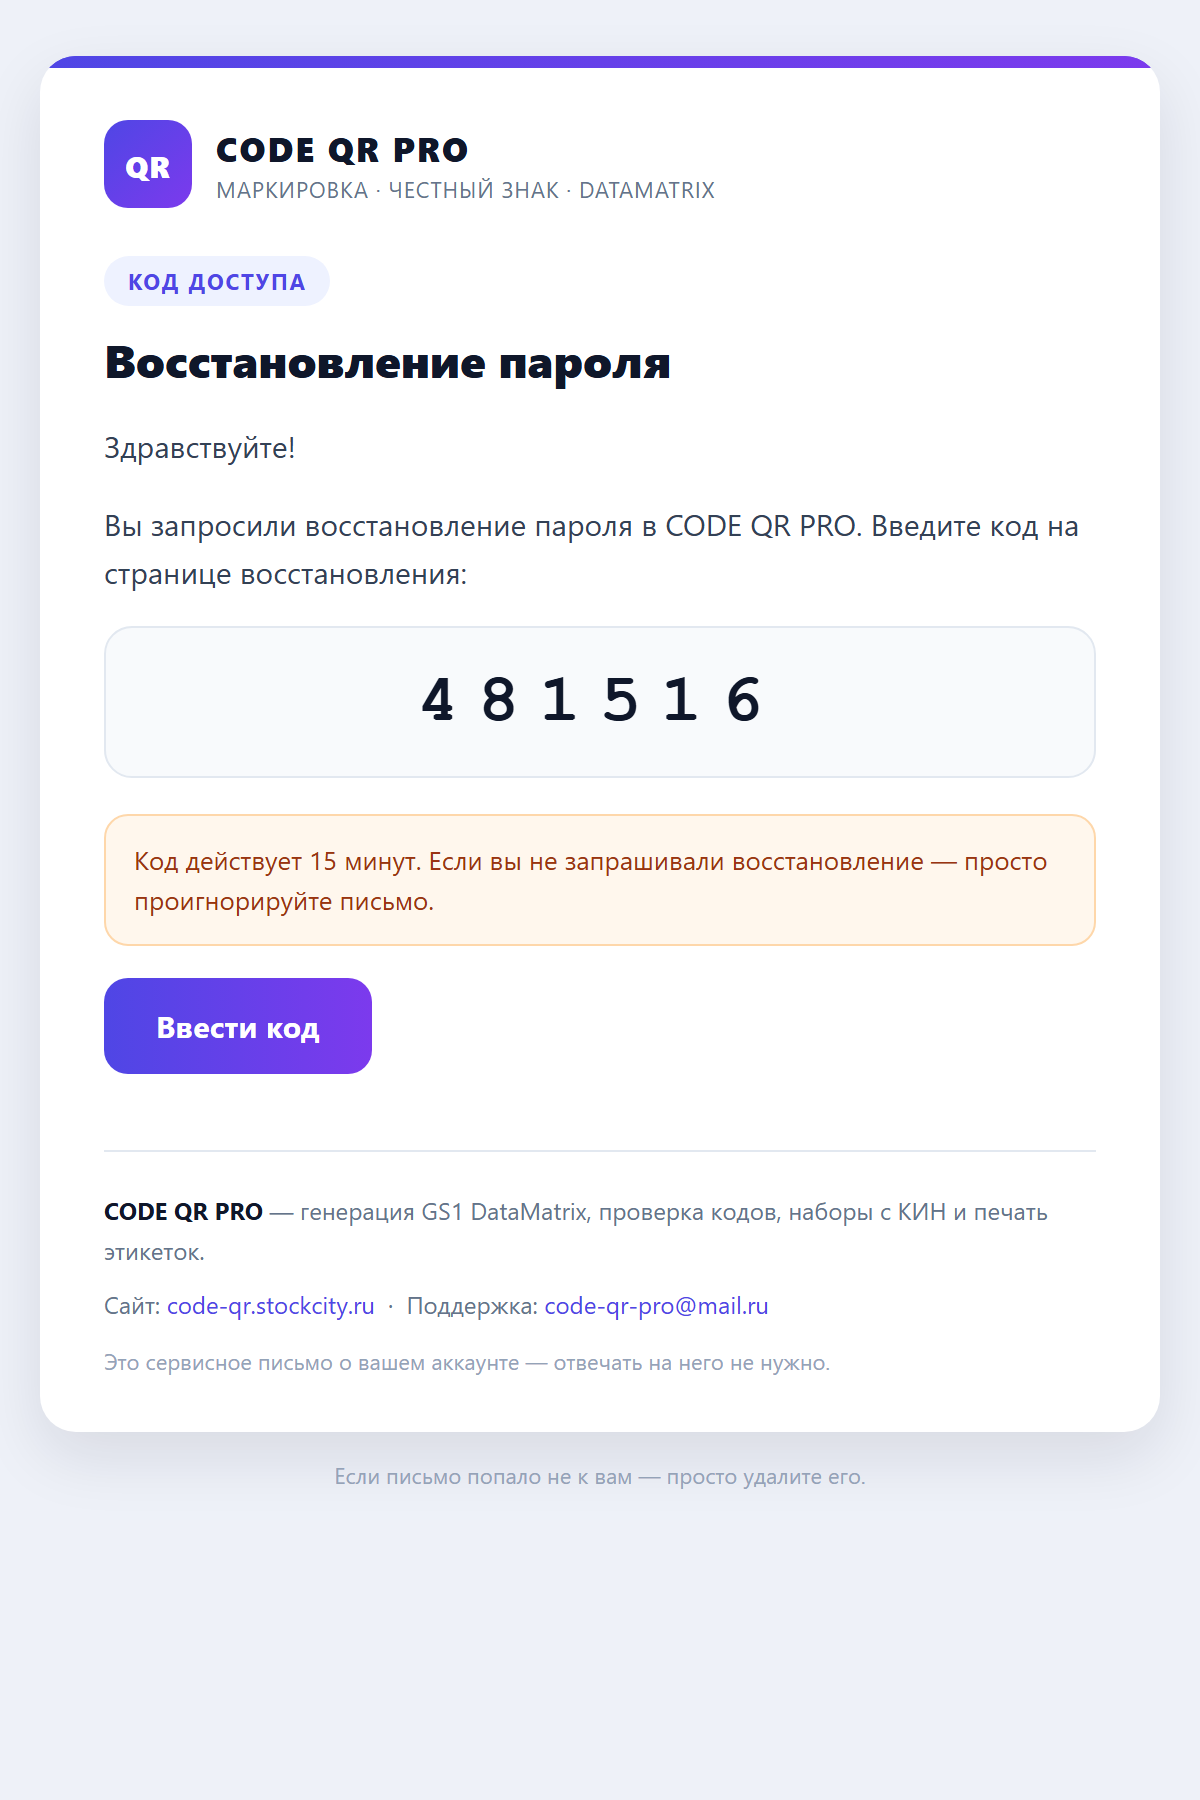 QR
CODE QR PRO
МАРКИРОВКА · ЧЕСТНЫЙ ЗНАК · DATAMATRIX
КОД ДОСТУПА
Восстановление пароля
Здравствуйте!
Вы запросили восстановление пароля в CODE QR PRO. Введите код на
странице восстановления:
4 8 1 5 1 6
Код действует 15 минут. Если вы не запрашивали восстановление — просто
проигнорируйте письмо.
Ввести код
CODE QR PRO — генерация GS1 DataMatrix, проверка кодов, наборы с КИН и печать
этикеток.
Сайт: code-qr.stockcity.ru · Поддержка: code-qr-pro@mail.ru
Это сервисное письмо о вашем аккаунте — отвечать на него не нужно.
Если письмо попало не к вам — просто удалите его.